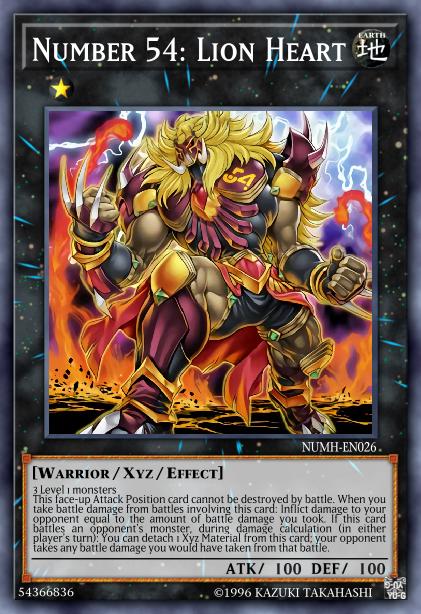 Number 54: Lion Heart
EARTH
地
54
NUMH-EN026
[Warrior / Xyz / Effect]
3 Level 1 monsters
This face-up Attack Position card cannot be destroyed by battle. When you
take battle damage from battles involving this card: Inflict damage to your
opponent equal to the amount of battle damage you took. If this card
battles an opponent's monster, during damage calculation (in either
player's turn): You can detach 1 Xyz Material from this card; your opponent
takes any battle damage you would have taken from that battle.
ATK/ 100 DEF/ 100
54366836
©1996 KAZUKI TAKAHASHI